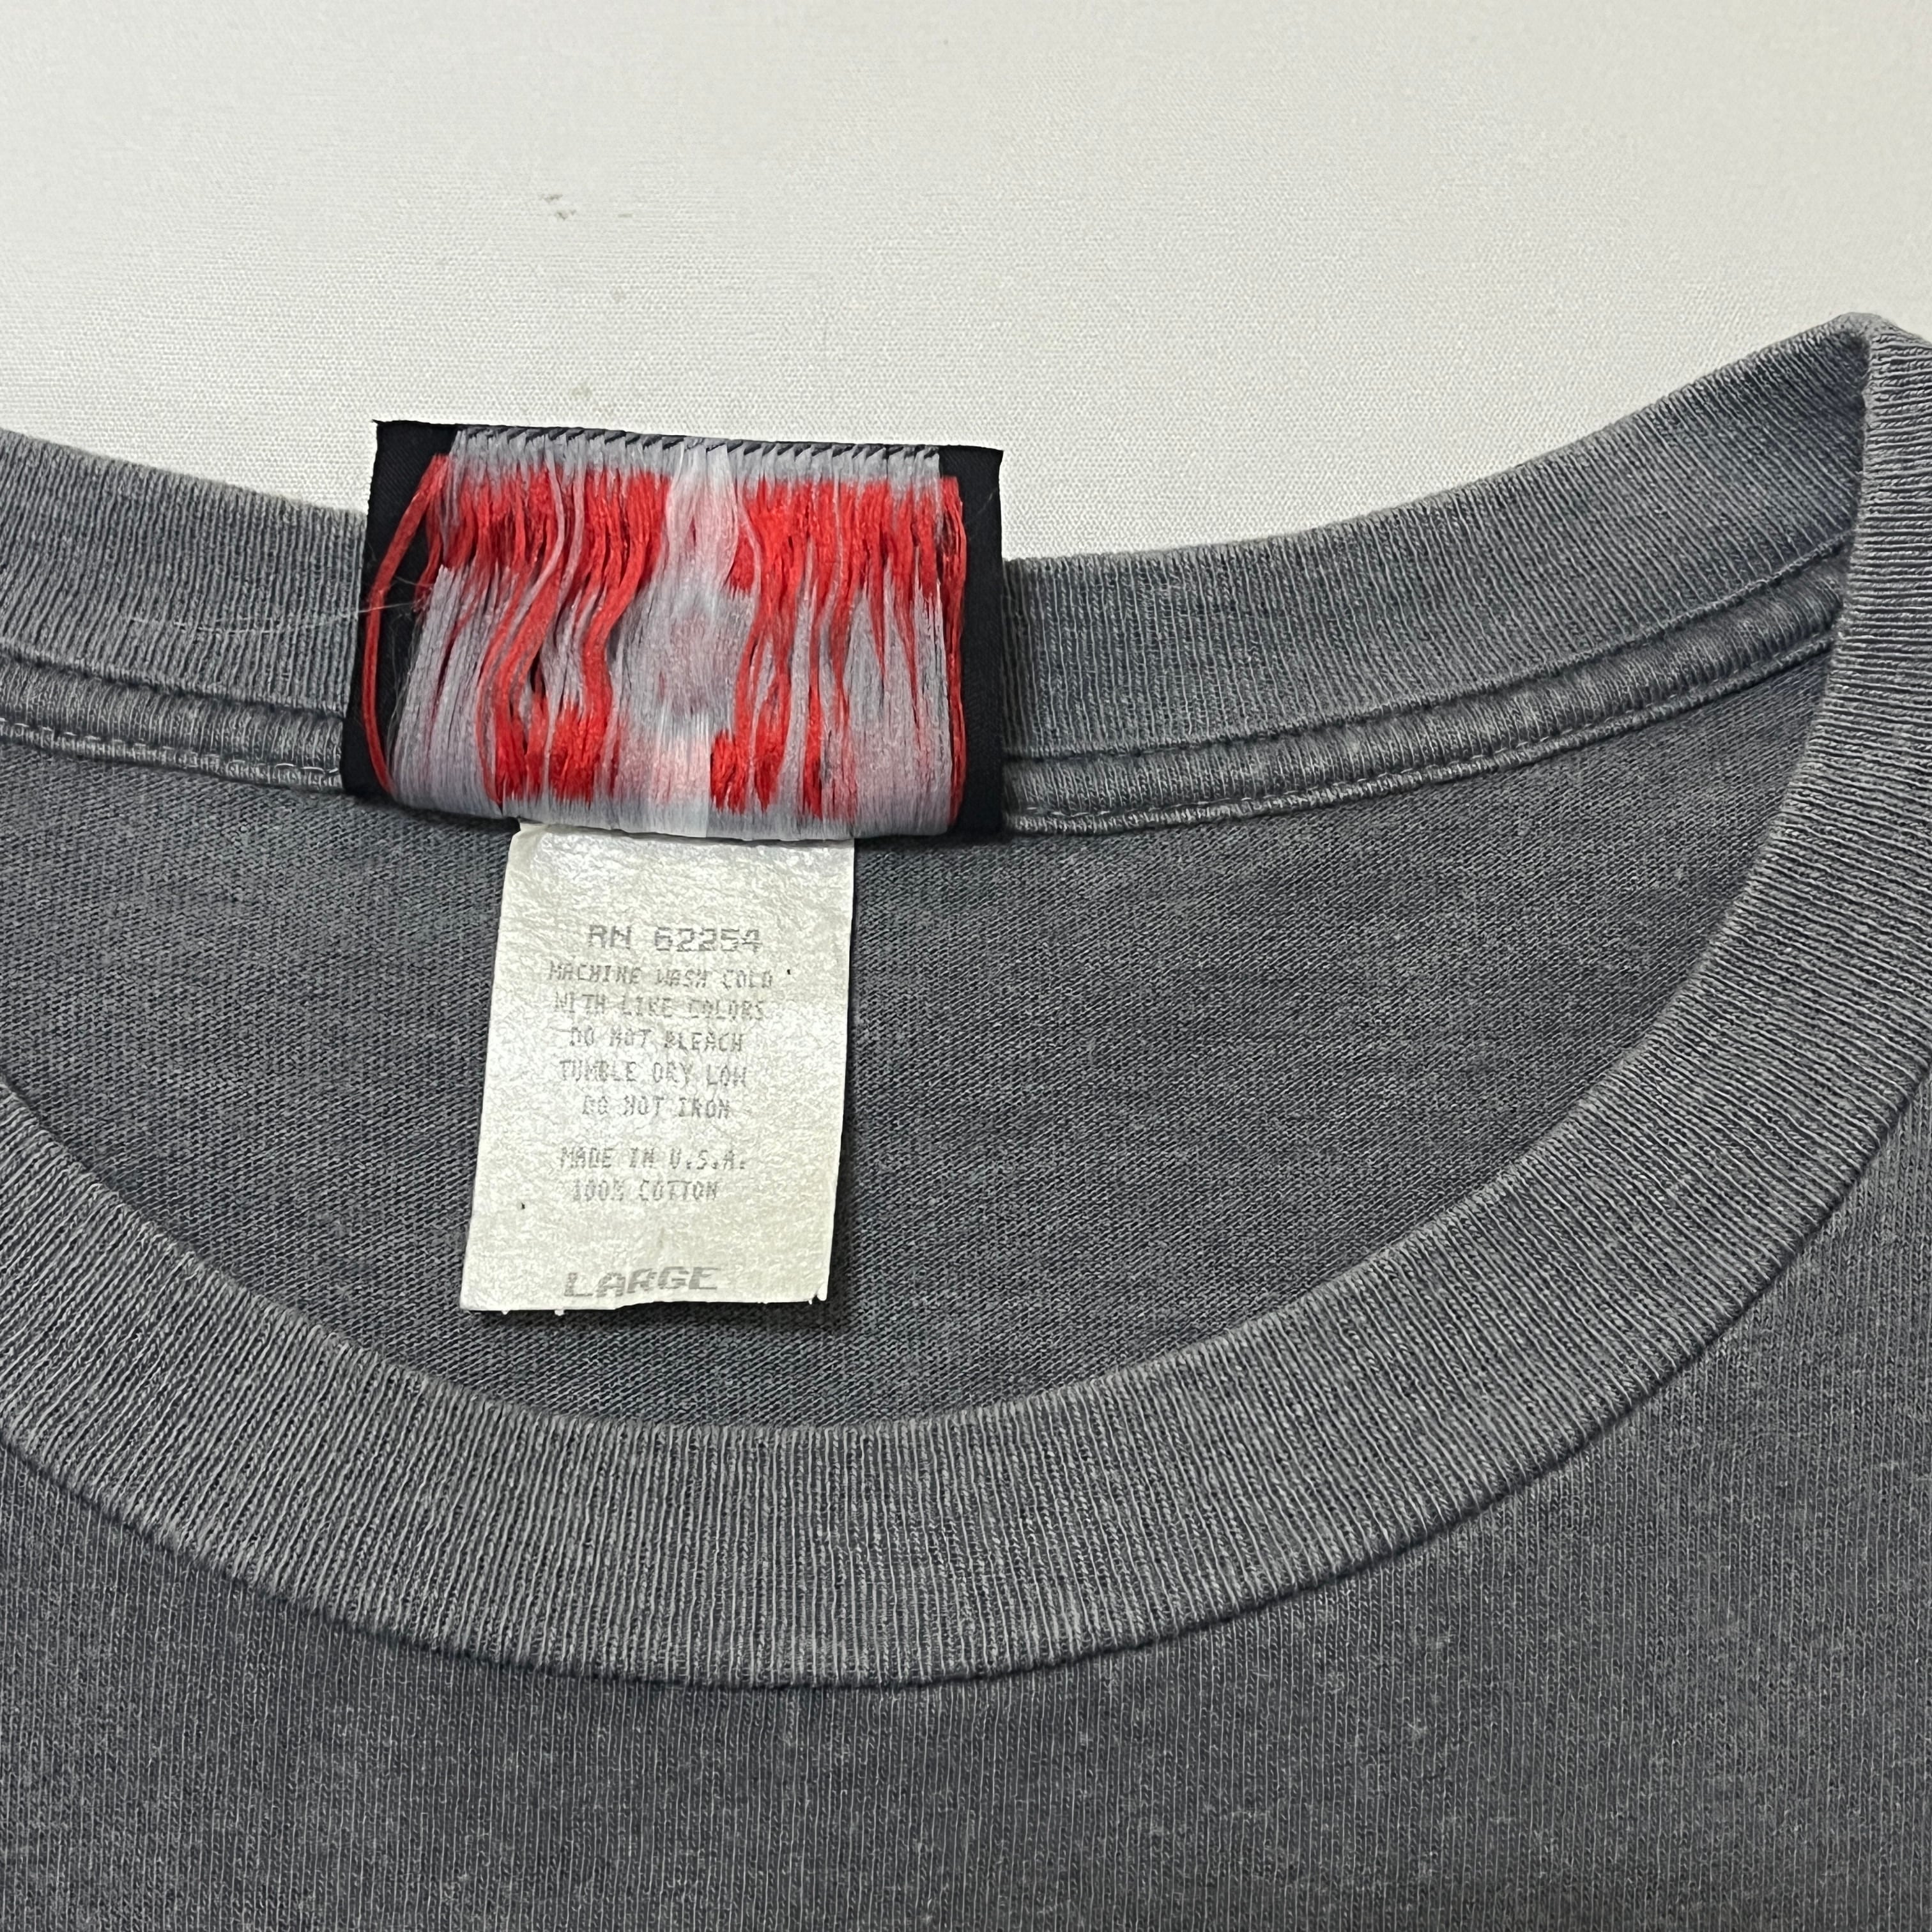 RN 62254
MACHINE WASH COLD
WITH LIKE COLORS
DO NOT BLEACH
TUMBLE DRY LOW
DO NOT IRON
MADE IN U.S.A.
100% COTTON
LARGE